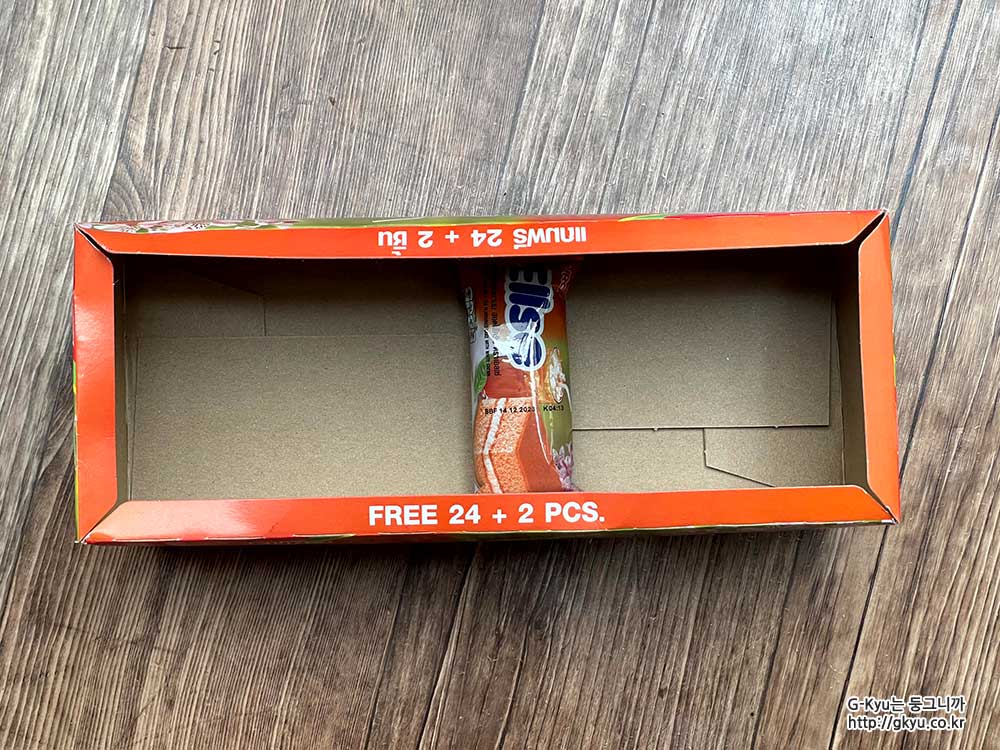 แถมฟรี 24 + 2 ชิ้น
BBF 14.12.2023 K04:13
FREE 24 + 2 PCS.
G-Kyu는 둥그니까
http://gkyu.co.kr